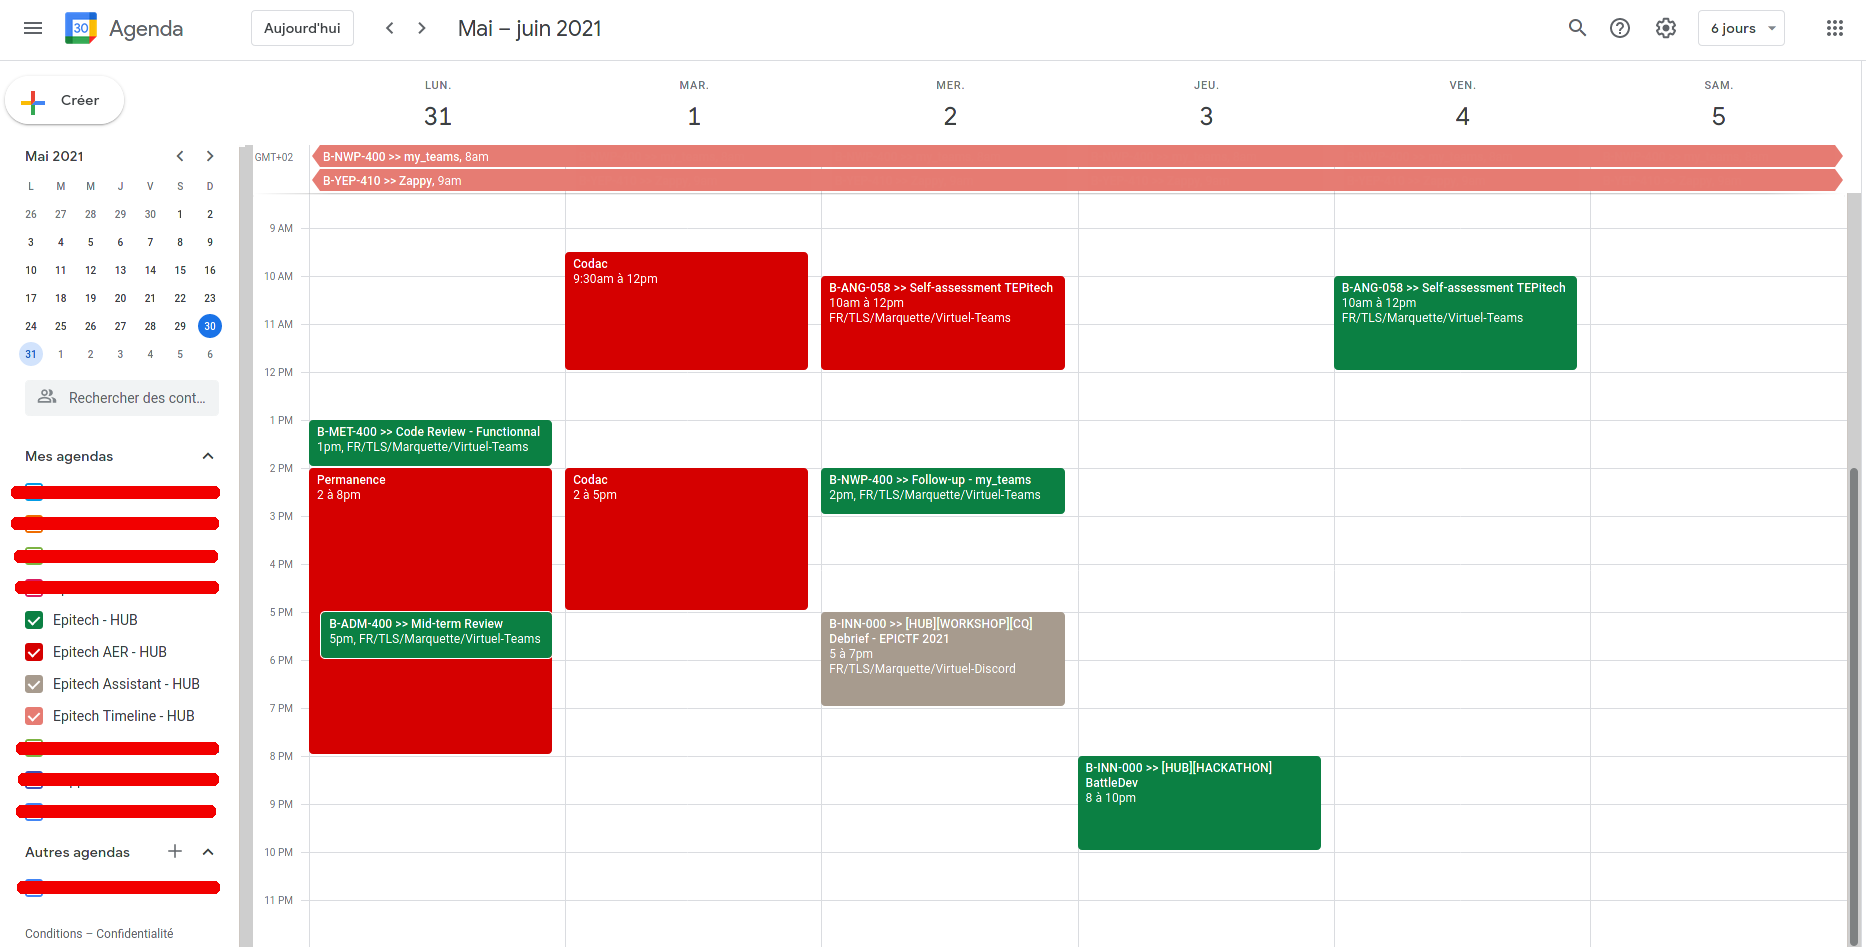 30 Agenda
Aujourd'hui
Mai – juin 2021
6 jours
Créer
LUN. MAR. MER. JEU. VEN. SAM.
31 1 2 3 4 5
Mai 2021
L M M J V S D
26 27 28 29 30 1 2
3 4 5 6 7 8 9
10 11 12 13 14 15 16
17 18 19 20 21 22 23
24 25 26 27 28 29 30
31 1 2 3 4 5 6
Rechercher des cont…
Mes agendas
Epitech - HUB
Epitech AER - HUB
Epitech Assistant - HUB
Epitech Timeline - HUB
Autres agendas
Conditions – Confidentialité
GMT+02
B-NWP-400 >> my_teams, 8am
B-YEP-410 >> Zappy, 9am
9 AM
10 AM
11 AM
12 PM
1 PM
2 PM
3 PM
4 PM
5 PM
6 PM
7 PM
8 PM
9 PM
10 PM
11 PM
B-MET-400 >> Code Review - Functionnal
1pm, FR/TLS/Marquette/Virtuel-Teams
Permanence
2 à 8pm
B-ADM-400 >> Mid-term Review
5pm, FR/TLS/Marquette/Virtuel-Teams
Codac
9:30am à 12pm
Codac
2 à 5pm
B-ANG-058 >> Self-assessment TEPitech
10am à 12pm
FR/TLS/Marquette/Virtuel-Teams
B-NWP-400 >> Follow-up - my_teams
2pm, FR/TLS/Marquette/Virtuel-Teams
B-INN-000 >> [HUB][WORKSHOP][CQ]
Debrief - EPICTF 2021
5 à 7pm
FR/TLS/Marquette/Virtuel-Discord
B-INN-000 >> [HUB][HACKATHON]
BattleDev
8 à 10pm
B-ANG-058 >> Self-assessment TEPitech
10am à 12pm
FR/TLS/Marquette/Virtuel-Teams